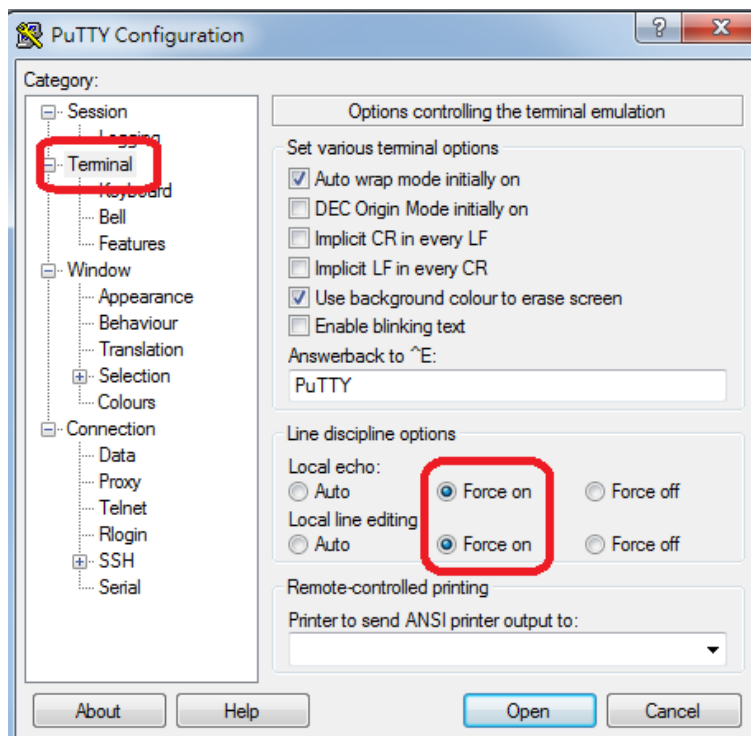 PuTTY Configuration
Category:
Session
Logging
Terminal
Keyboard
Bell
Features
Window
Appearance
Behaviour
Translation
Selection
Colours
Connection
Data
Proxy
Telnet
Rlogin
SSH
Serial
Options controlling the terminal emulation
Set various terminal options
Auto wrap mode initially on
DEC Origin Mode initially on
Implicit CR in every LF
Implicit LF in every CR
Use background colour to erase screen
Enable blinking text
Answerback to ^E:
PuTTY
Line discipline options
Local echo:
Auto Force on Force off
Local line editing
Auto Force on Force off
Remote-controlled printing
Printer to send ANSI printer output to:
About Help Open Cancel